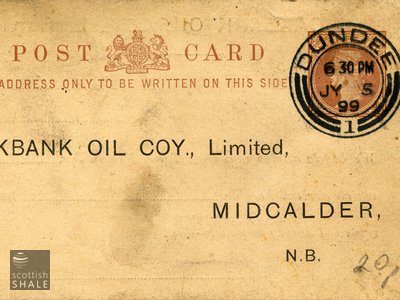 POST CARD
ADDRESS ONLY TO BE WRITTEN ON THIS SIDE
DUNDEE
6 30 PM
JY 5
99
1
KBANK OIL COY., Limited,
MIDCALDER,
N.B.
scottish
SHALE